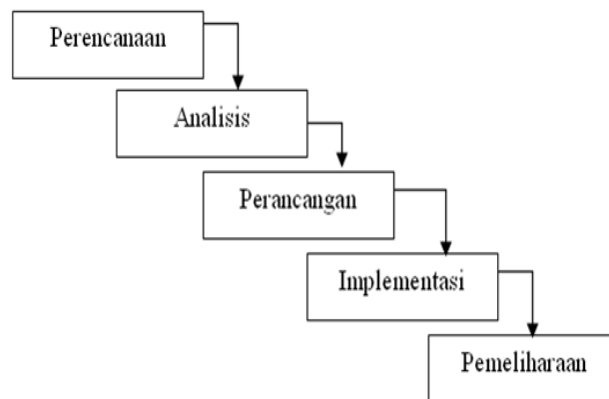 Perencanaan
Analisis
Perancangan
Implementasi
Pemeliharaan